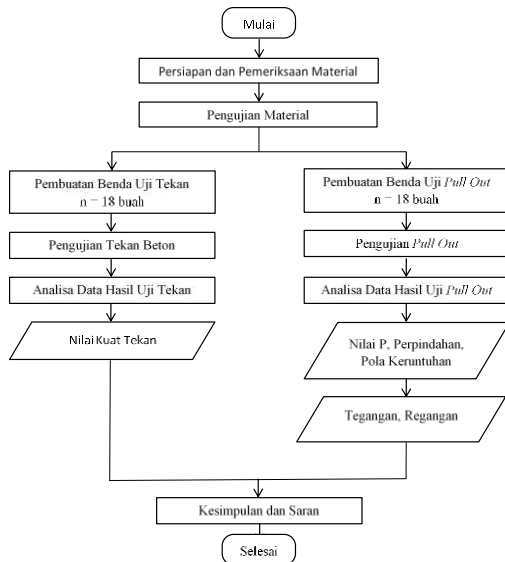 Mulai
Persiapan dan Pemeriksaan Material
Pengujian Material
Pembuatan Benda Uji Tekan
n = 18 buah
Pengujian Tekan Beton
Analisa Data Hasil Uji Tekan
Nilai Kuat Tekan
Pembuatan Benda Uji Pull Out
n = 18 buah
Pengujian Pull Out
Analisa Data Hasil Uji Pull Out
Nilai P, Perpindahan,
Pola Keruntuhan
Tegangan, Regangan
Kesimpulan dan Saran
Selesai